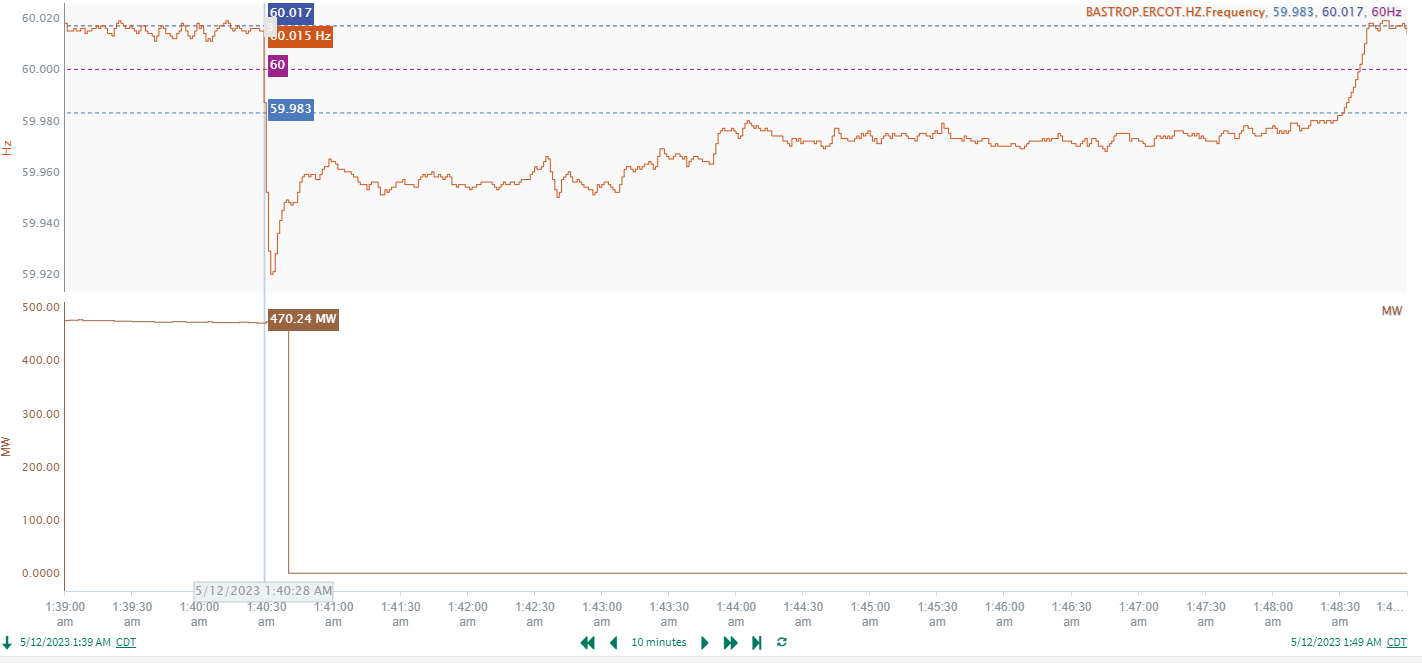 60.020
60.000
59.980
59.960
59.940
59.920
Hz
BASTROP.ERCOT.HZ.Frequency, 59.983, 60.017, 60Hz
60.017
60.015 Hz
60
59.983
500.00
400.00
300.00
200.00
100.00
0.0000
MW
MW
470.24 MW
5/12/2023 1:40:28 AM
1:39:00 am
1:39:30 am
1:40:00 am
1:40:30 am
1:41:00 am
1:41:30 am
1:42:00 am
1:42:30 am
1:43:00 am
1:43:30 am
1:44:00 am
1:44:30 am
1:45:00 am
1:45:30 am
1:46:00 am
1:46:30 am
1:47:00 am
1:47:30 am
1:48:00 am
1:48:30 am
1:4...
5/12/2023 1:39 AM CDT
10 minutes
5/12/2023 1:49 AM CDT